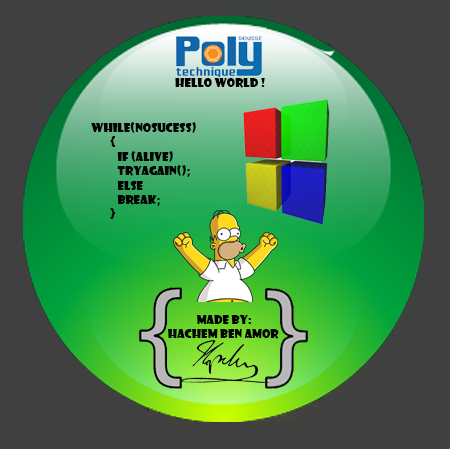 SOUSSE
Poly
technique
HELLO WORLD !
WHILE(NOSUCESS)
{
IF (ALIVE)
TRYAGAIN();
ELSE
BREAK;
}
{
MADE BY:
HACHEM BEN AMOR
}